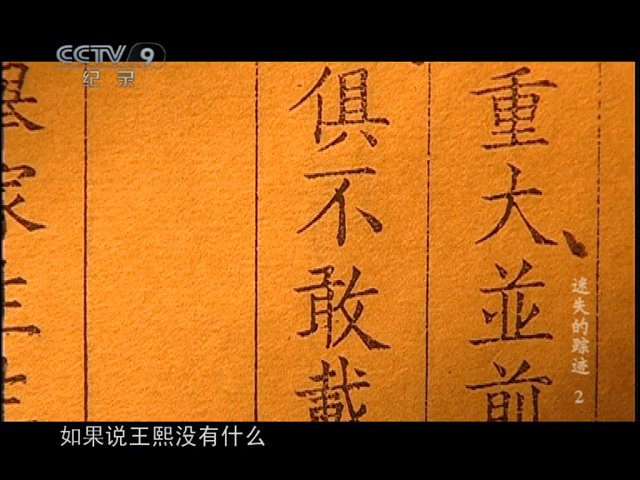 CCTV 9
纪录
重大並前
俱不敢載
迷失的踪迹 2
如果说王熙没有什么